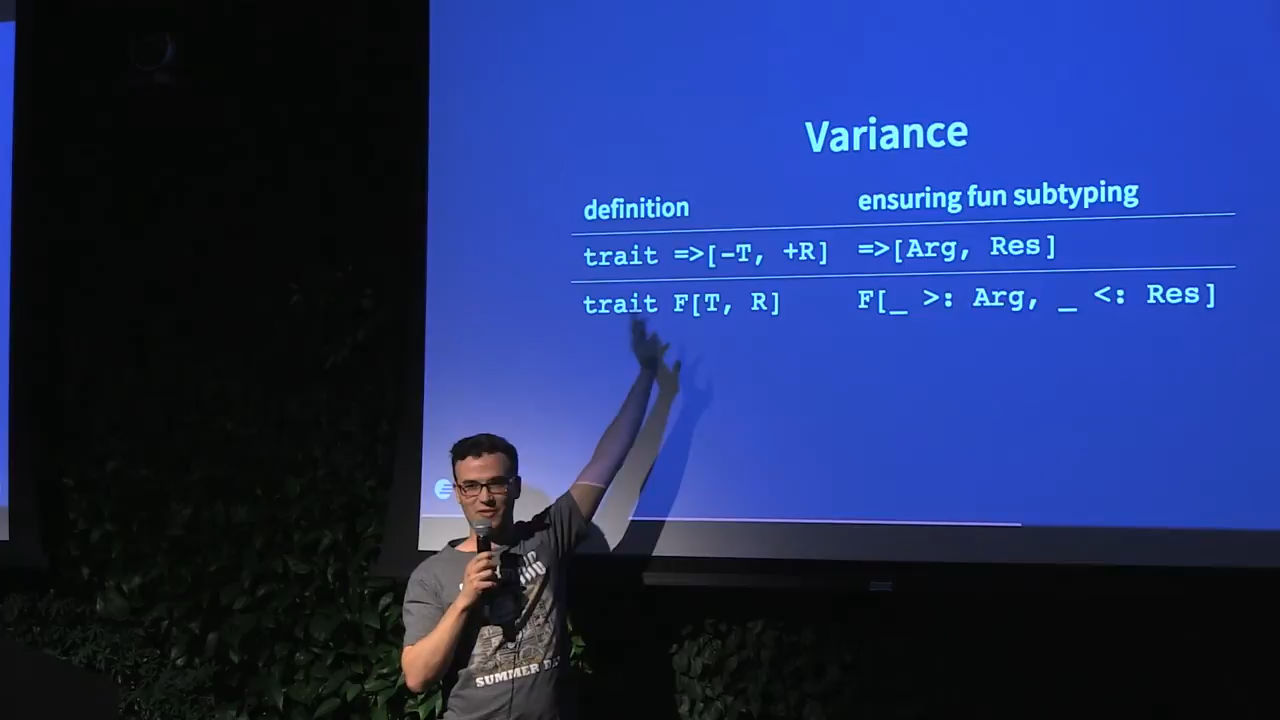 Variance
definition ensuring fun subtyping
trait =>[-T, +R] =>[Arg, Res]
trait F[T, R] F[_ >: Arg, _ <: Res]
SUMMER